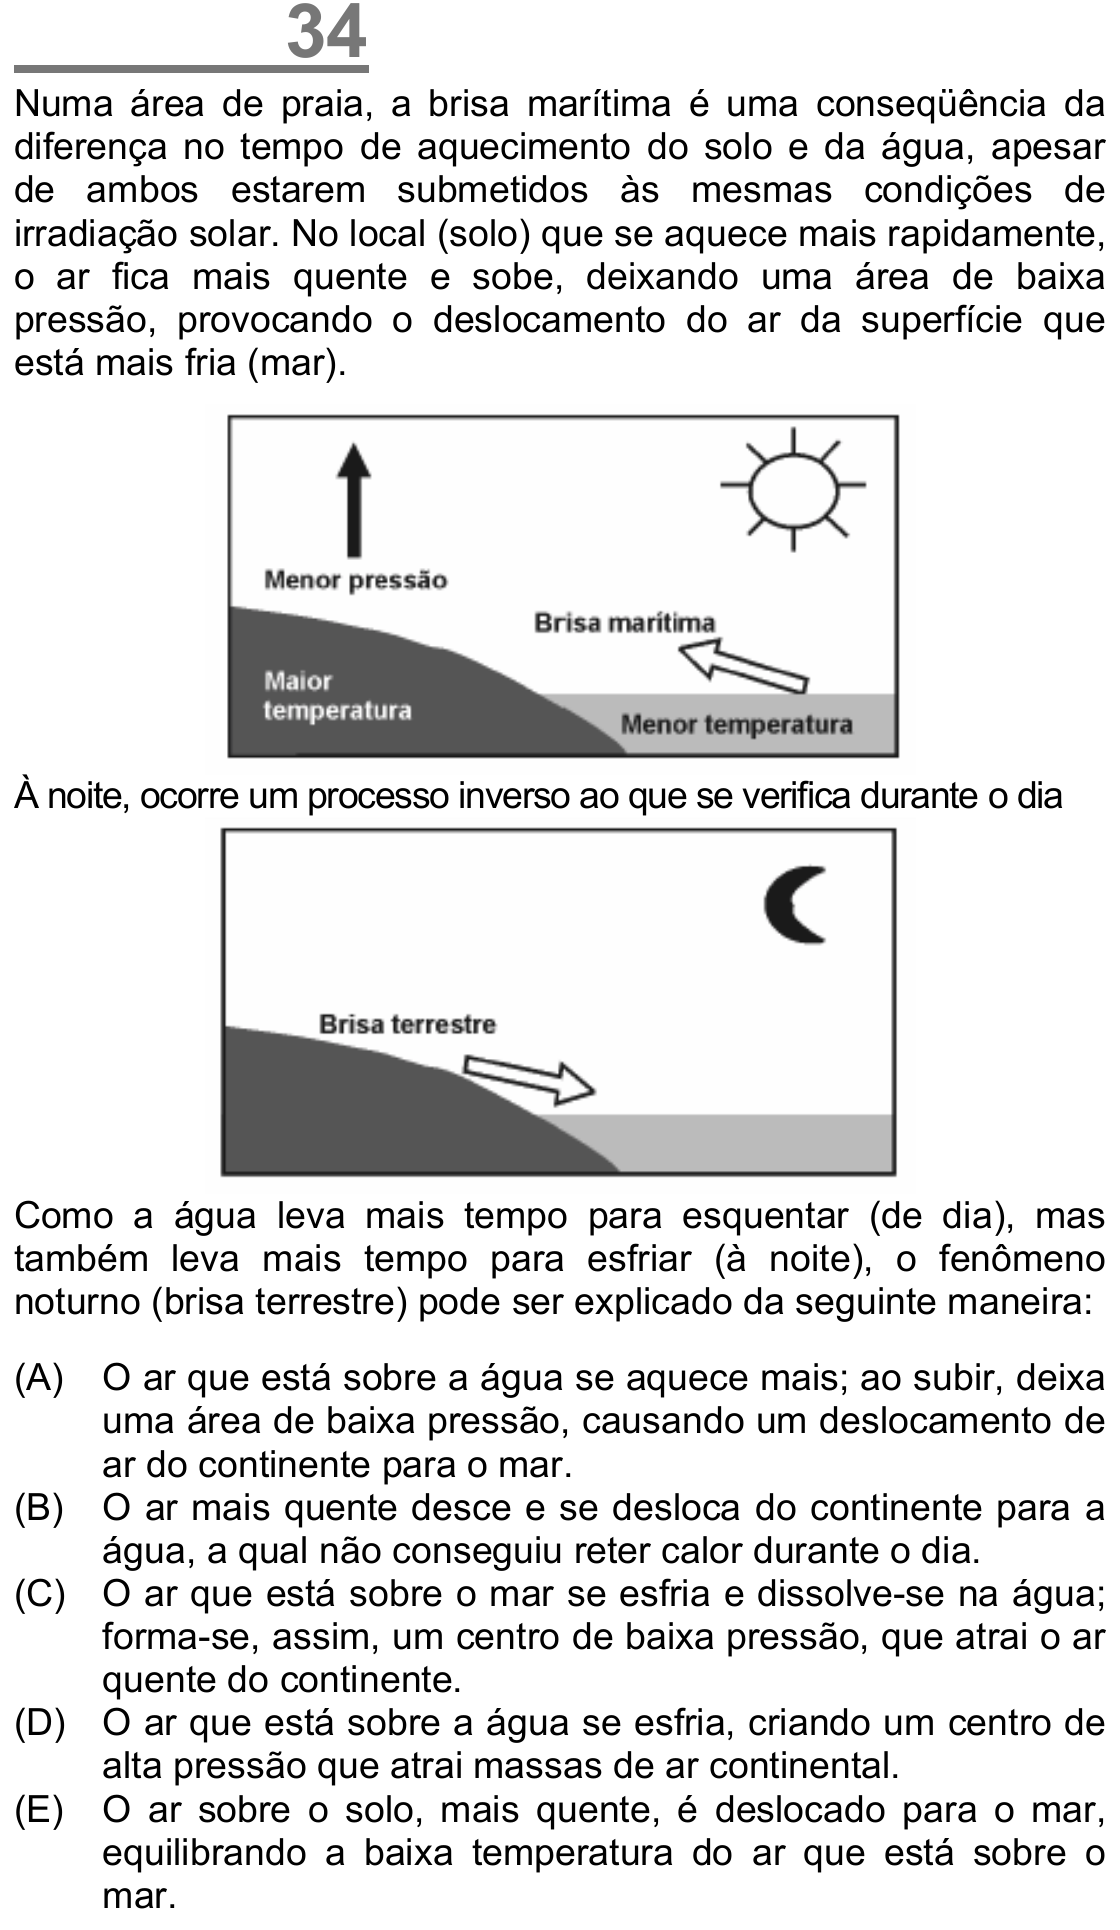 34
Numa área de praia, a brisa marítima é uma conseqüência da
diferença no tempo de aquecimento do solo e da água, apesar
de ambos estarem submetidos às mesmas condições de
irradiação solar. No local (solo) que se aquece mais rapidamente,
o ar fica mais quente e sobe, deixando uma área de baixa
pressão, provocando o deslocamento do ar da superfície que
está mais fria (mar).
Menor pressão
Brisa marítima
Maior
temperatura
Menor temperatura
À noite, ocorre um processo inverso ao que se verifica durante o dia
Brisa terrestre
Como a água leva mais tempo para esquentar (de dia), mas
também leva mais tempo para esfriar (à noite), o fenômeno
noturno (brisa terrestre) pode ser explicado da seguinte maneira:
(A) O ar que está sobre a água se aquece mais; ao subir, deixa
uma área de baixa pressão, causando um deslocamento de
ar do continente para o mar.
(B) O ar mais quente desce e se desloca do continente para a
água, a qual não conseguiu reter calor durante o dia.
(C) O ar que está sobre o mar se esfria e dissolve-se na água;
forma-se, assim, um centro de baixa pressão, que atrai o ar
quente do continente.
(D) O ar que está sobre a água se esfria, criando um centro de
alta pressão que atrai massas de ar continental.
(E) O ar sobre o solo, mais quente, é deslocado para o mar,
equilibrando a baixa temperatura do ar que está sobre o
mar.